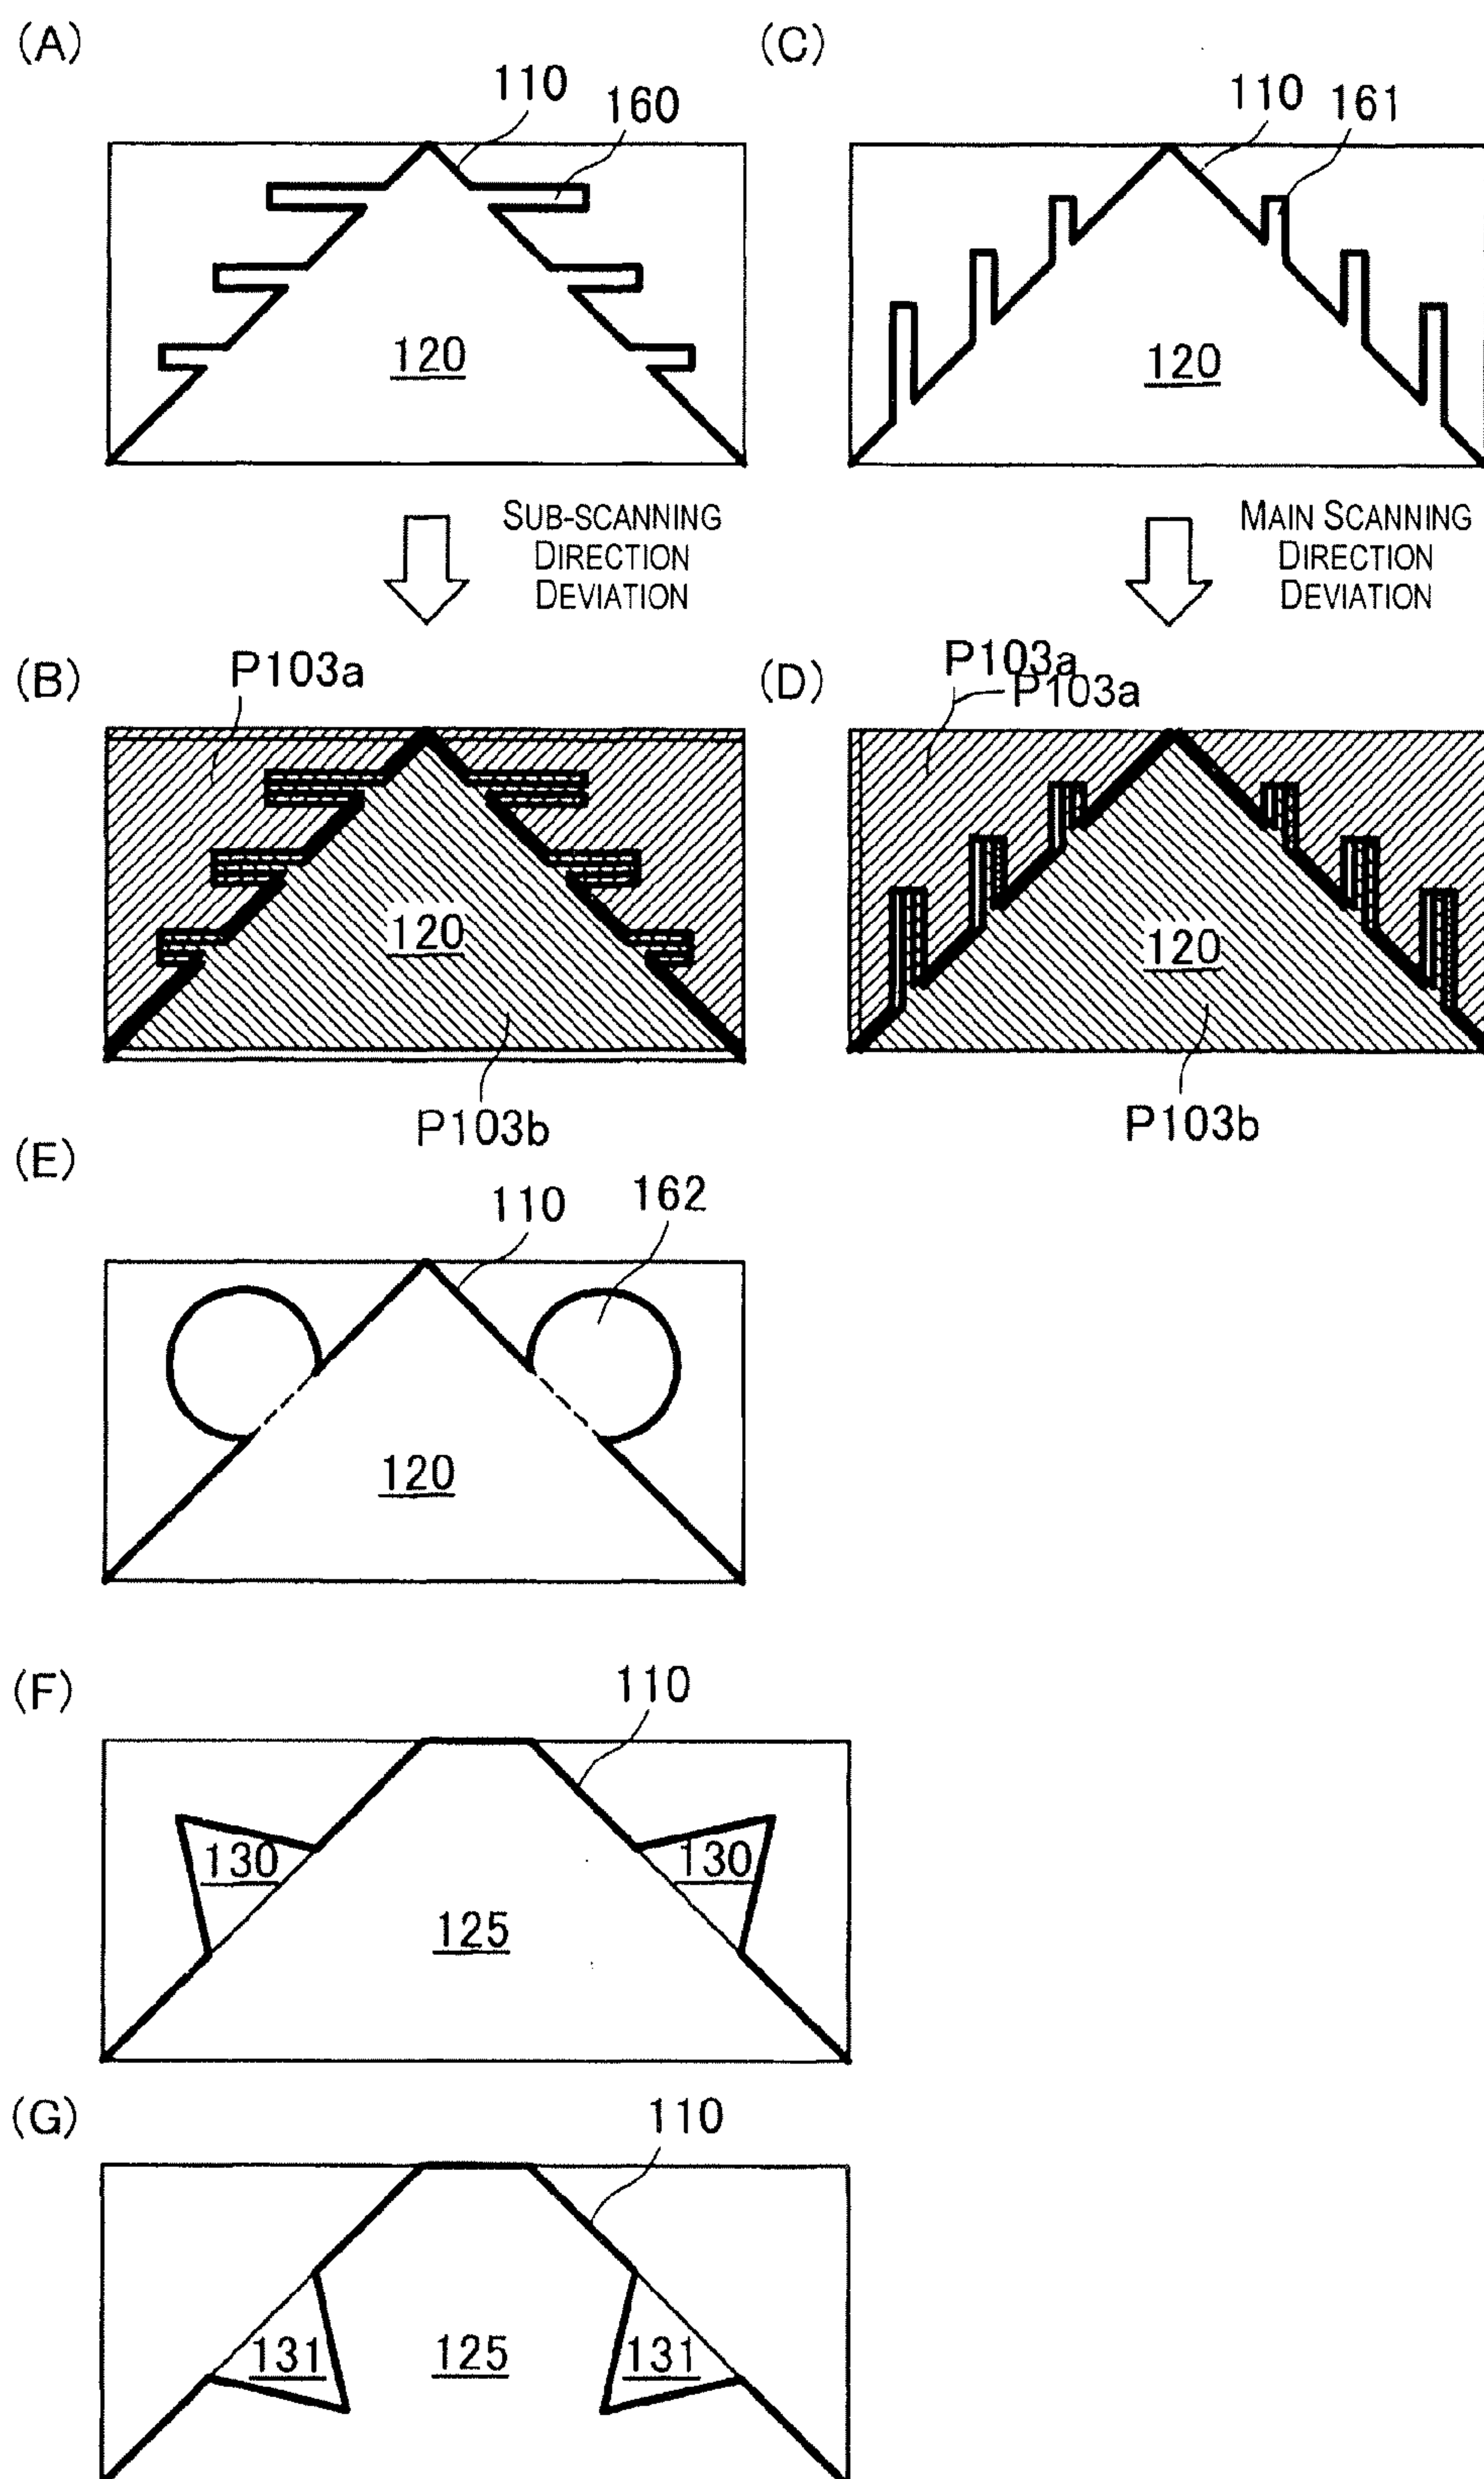 (A)
110
160
120
SUB-SCANNING
DIRECTION
DEVIATION
(C)
110
161
120
MAIN SCANNING
DIRECTION
DEVIATION
(B)
P103a
120
P103b
(D)
P103a
P103a
120
P103b
(E)
110
162
120
(F)
110
130
130
125
(G)
110
131
125
131